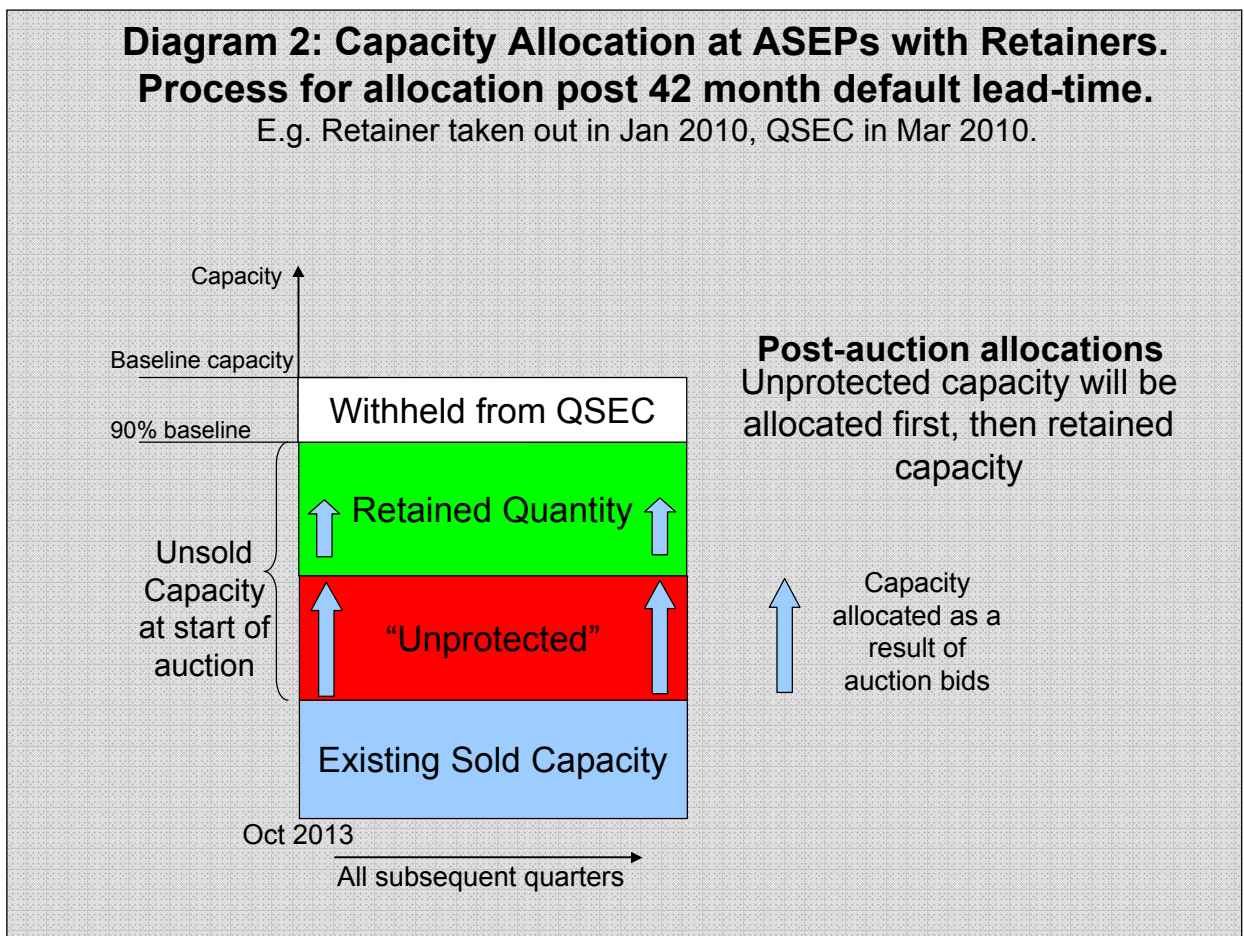 Diagram 2: Capacity Allocation at ASEPs with Retainers.
Process for allocation post 42 month default lead-time.
E.g. Retainer taken out in Jan 2010, QSEC in Mar 2010.
Capacity
Baseline capacity
90% baseline
Withheld from QSEC
Retained Quantity
“Unprotected”
Existing Sold Capacity
Unsold
Capacity
at start of
auction
Oct 2013
All subsequent quarters
Post-auction allocations
Unprotected capacity will be
allocated first, then retained
capacity
Capacity
allocated as a
result of
auction bids